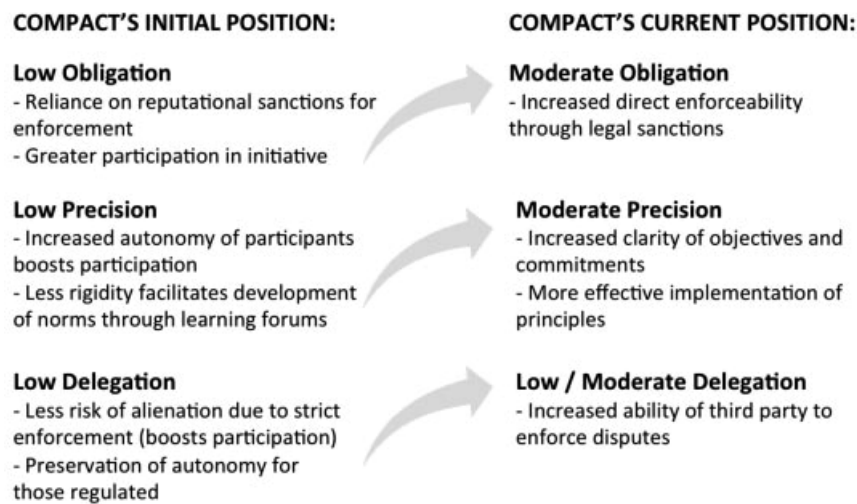 COMPACT'S INITIAL POSITION:
Low Obligation
- Reliance on reputational sanctions for
enforcement
- Greater participation in initiative
Low Precision
- Increased autonomy of participants
boosts participation
- Less rigidity facilitates development
of norms through learning forums
Low Delegation
- Less risk of alienation due to strict
enforcement (boosts participation)
- Preservation of autonomy for
those regulated
COMPACT'S CURRENT POSITION:
Moderate Obligation
- Increased direct enforceability
through legal sanctions
Moderate Precision
- Increased clarity of objectives and
commitments
- More effective implementation of
principles
Low / Moderate Delegation
- Increased ability of third party to
enforce disputes